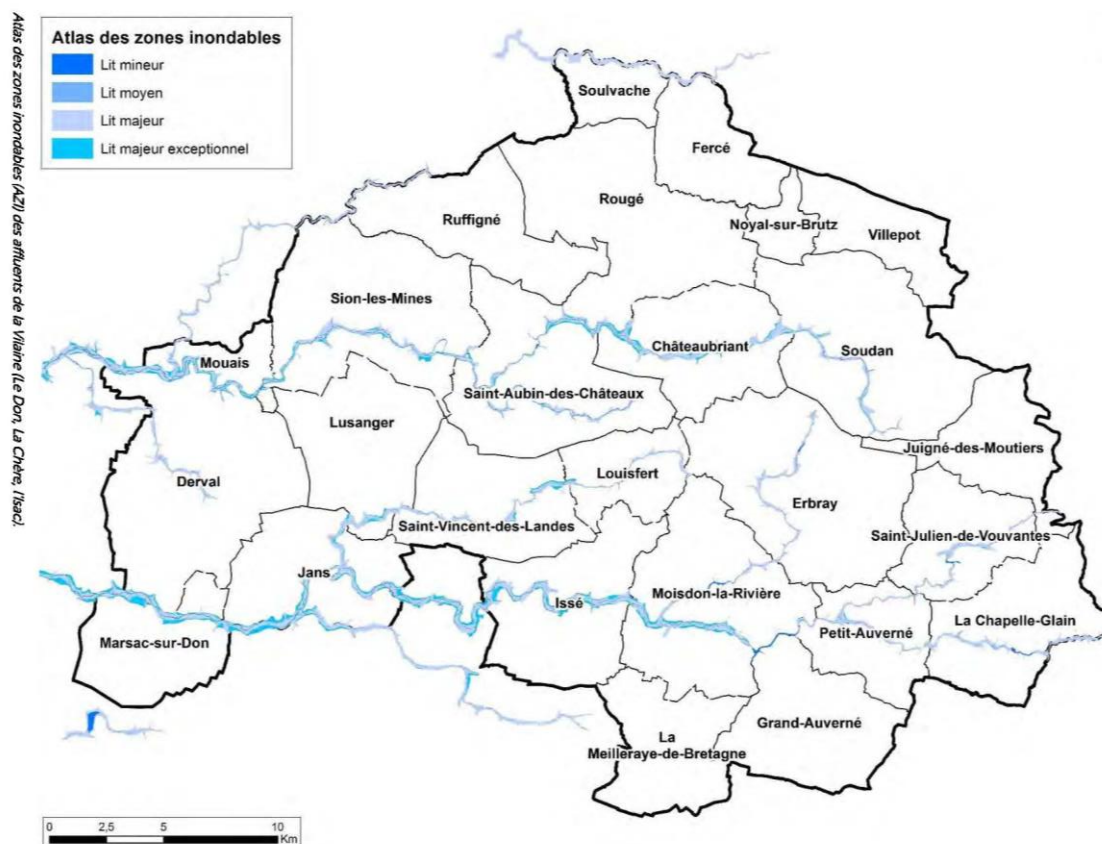 Atlas des zones inondables (AZI) des affluents de la Vilaine (Le Don, La Chère, l'Isac).
Atlas des zones inondables
Lit mineur
Lit moyen
Lit majeur
Lit majeur exceptionnel
Soulvache
Fercé
Rougé
Ruffigné
Noyal-sur-Brutz
Villepot
Sion-les-Mines
Châteaubriant
Soudan
Mouais
Saint-Aubin-des-Châteaux
Lusanger
Juigné-des-Moutiers
Louisfert
Derval
Erbray
Saint-Vincent-des-Landes
Saint-Julien-de-Vouvantes
Jans
Moisdon-la-Rivière
Issé
La Chapelle-Glain
Petit-Auverné
Marsac-sur-Don
Grand-Auverné
La
Meilleraye-de-Bretagne
0 2,5 5 10
Km